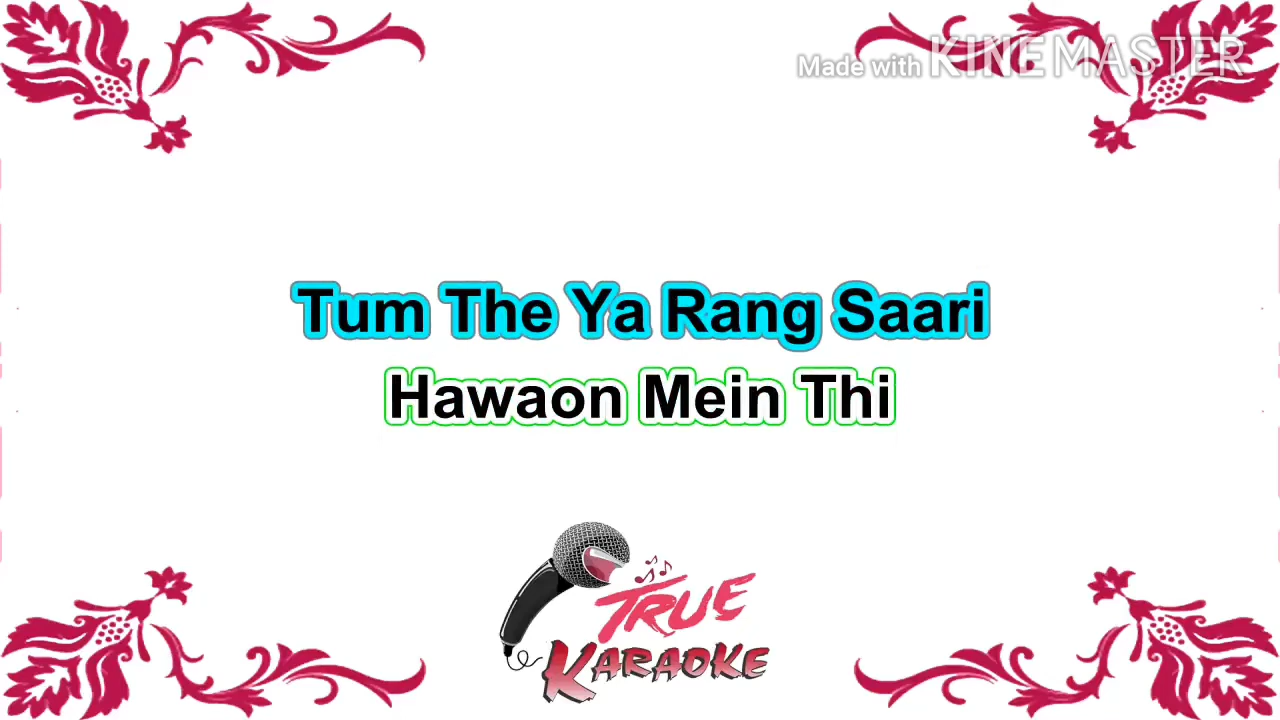 Made with KINEMASTER
Tum The Ya Rang Saari
Hawaon Mein Thi
TRUE
KARAOKE